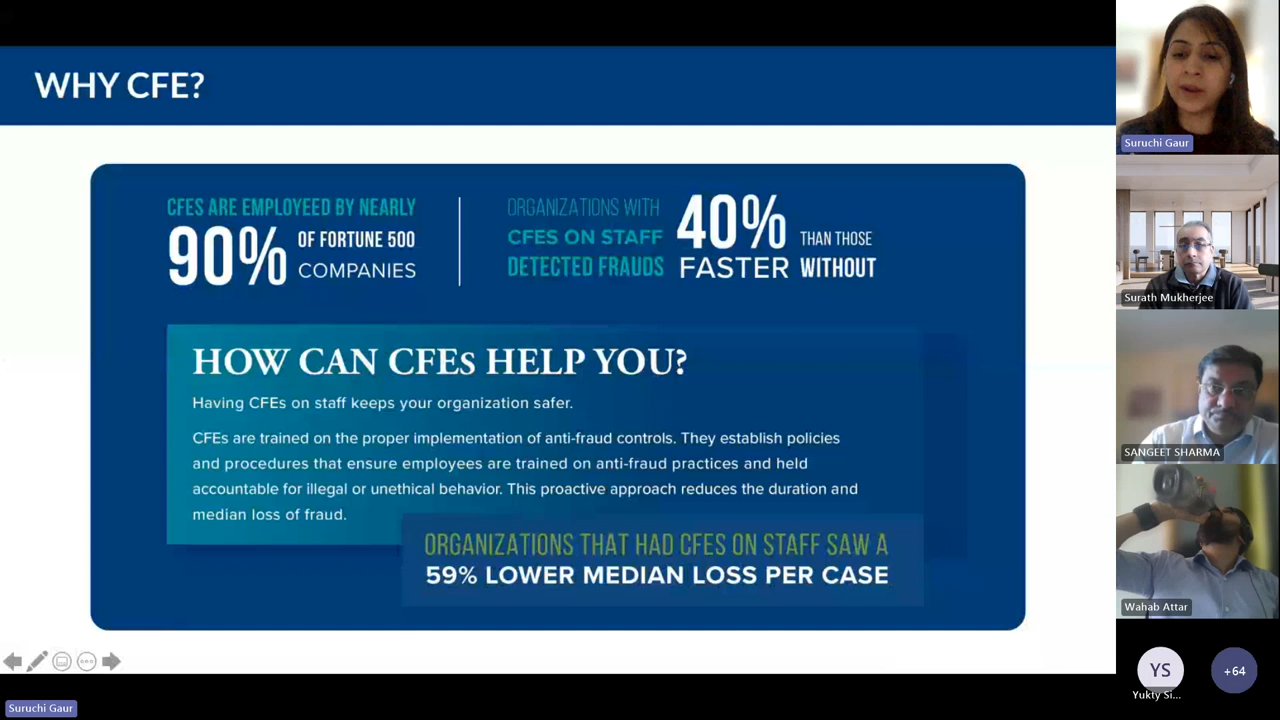 WHY CFE?
CFES ARE EMPLOYEED BY NEARLY
90% OF FORTUNE 500
COMPANIES
ORGANIZATIONS WITH
CFES ON STAFF
DETECTED FRAUDS
40%
FASTER
THAN THOSE
WITHOUT
HOW CAN CFEs HELP YOU?
Having CFEs on staff keeps your organization safer.
CFEs are trained on the proper implementation of anti-fraud controls. They establish policies
and procedures that ensure employees are trained on anti-fraud practices and held
accountable for illegal or unethical behavior. This proactive approach reduces the duration and
median loss of fraud.
ORGANIZATIONS THAT HAD CFES ON STAFF SAW A
59% LOWER MEDIAN LOSS PER CASE
Suruchi Gaur
Surath Mukherjee
SANGEET SHARMA
Wahab Attar
YS
Yukty Si...
+64
Suruchi Gaur